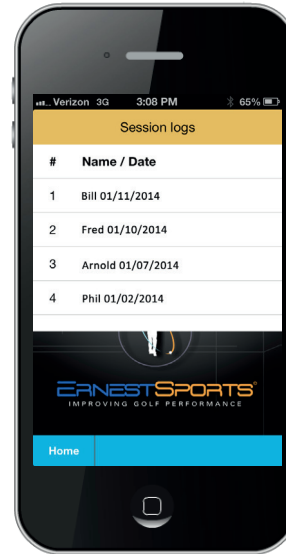 Verizon 3G 3:08 PM 65%
Session logs
# Name / Date
1 Bill 01/11/2014
2 Fred 01/10/2014
3 Arnold 01/07/2014
4 Phil 01/02/2014
ERNESTSPORTS®
IMPROVING GOLF PERFORMANCE
Home